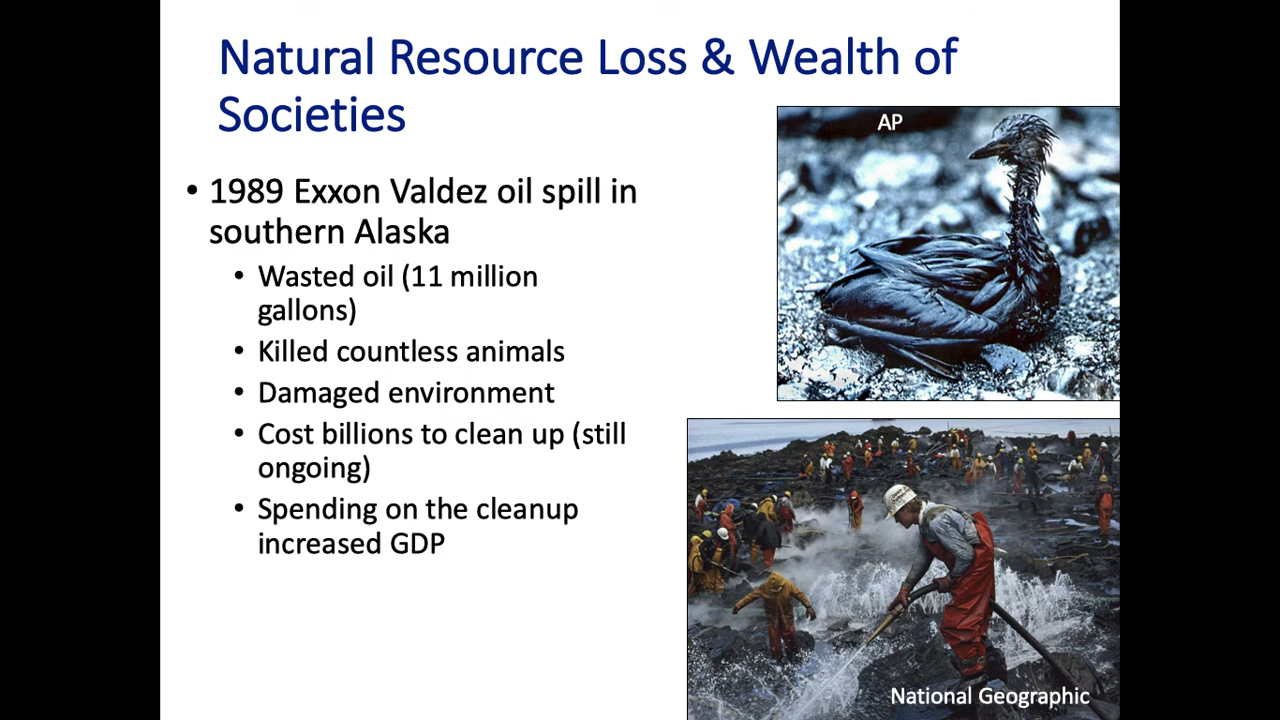 Natural Resource Loss & Wealth of
Societies
AP
• 1989 Exxon Valdez oil spill in
southern Alaska
• Wasted oil (11 million
gallons)
• Killed countless animals
• Damaged environment
• Cost billions to clean up (still
ongoing)
• Spending on the cleanup
increased GDP
National Geographic